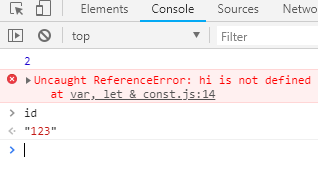 Elements Console Sources
top Filter
2
Uncaught ReferenceError: hi is not defined
at var, let & const.js:14
id
"123"